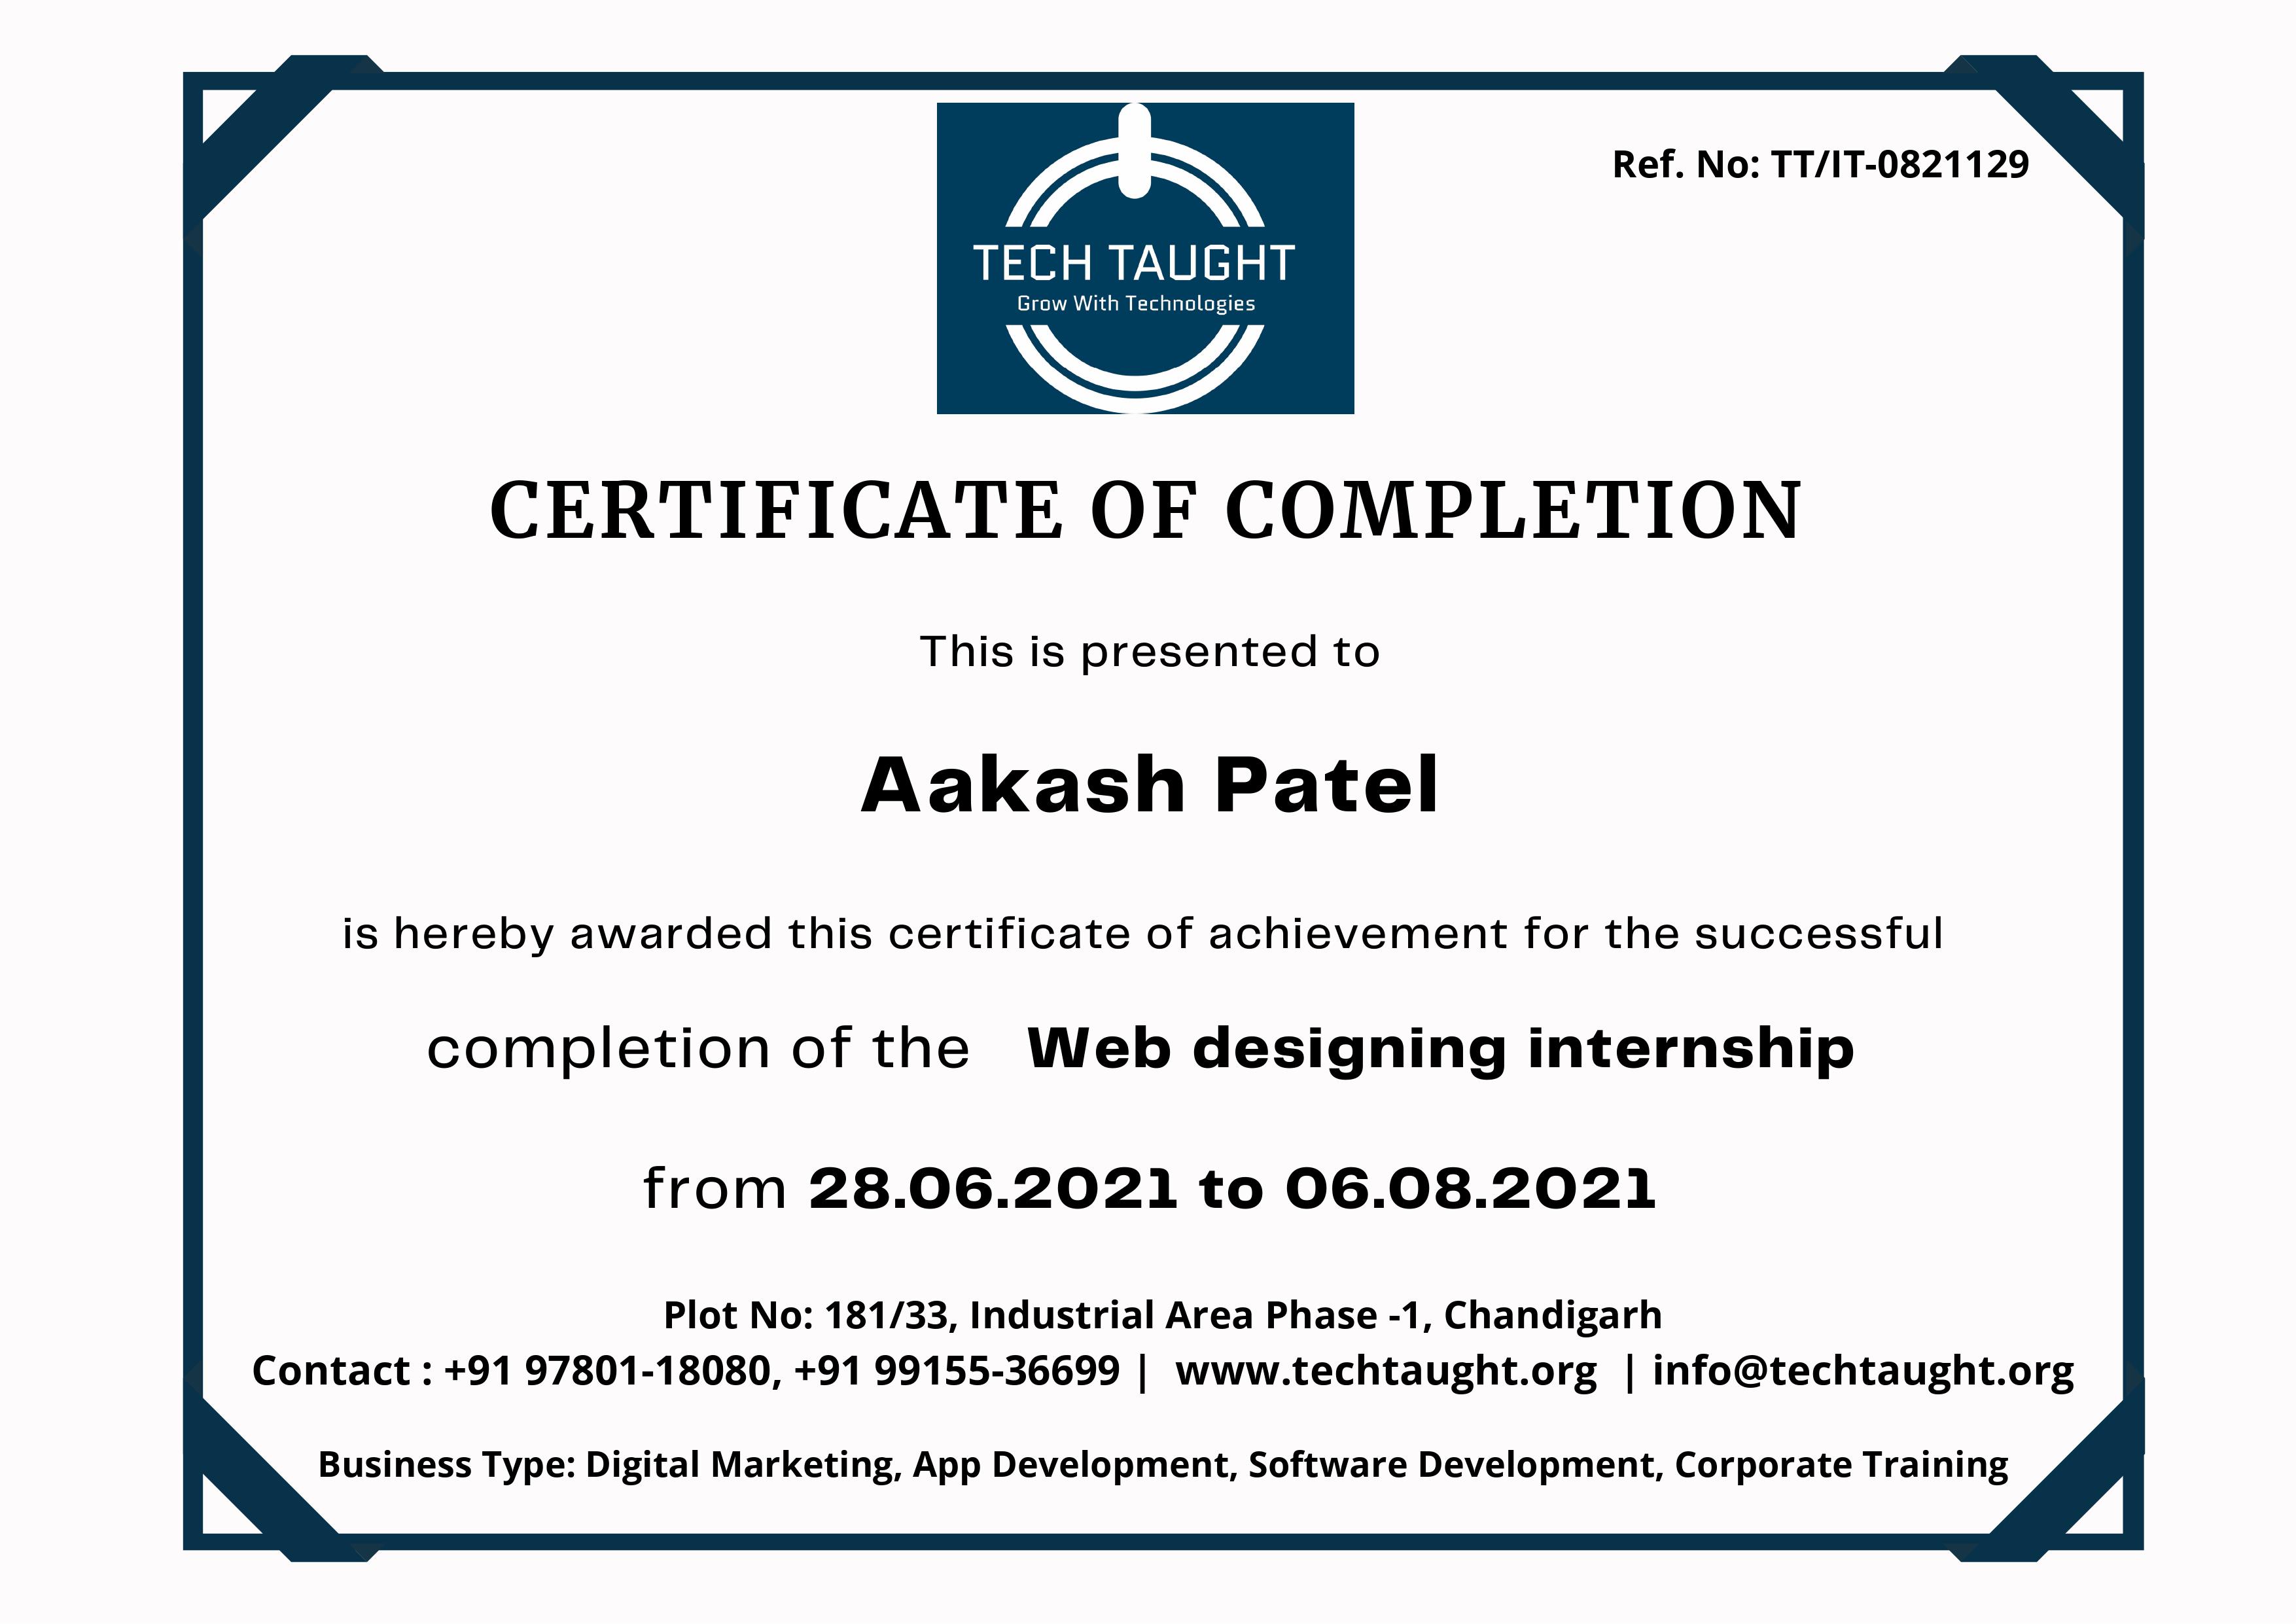 Ref. No: TT/IT-0821129
TECH TAUGHT
Grow With Technologies
CERTIFICATE OF COMPLETION
This is presented to
Aakash Patel
is hereby awarded this certificate of achievement for the successful
completion of the Web designing internship
from 28.06.2021 to 06.08.2021
Plot No: 181/33, Industrial Area Phase -1, Chandigarh
Contact : +91 97801-18080, +91 99155-36699 | www.techtaught.org | info@techtaught.org
Business Type: Digital Marketing, App Development, Software Development, Corporate Training